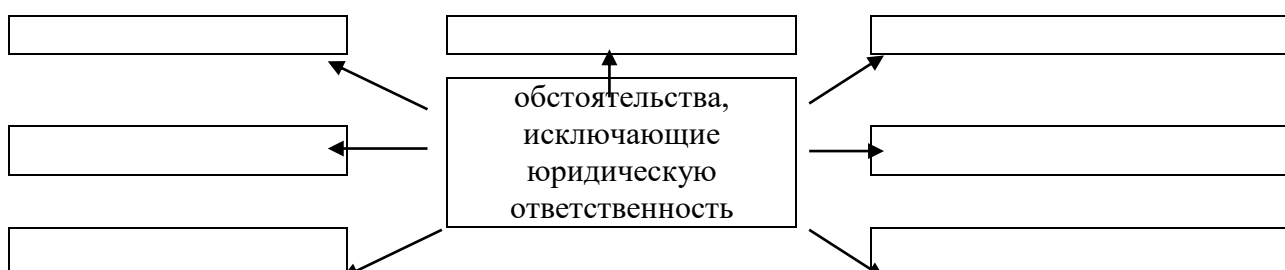 обстоятельства,
исключающие
юридическую
ответственность